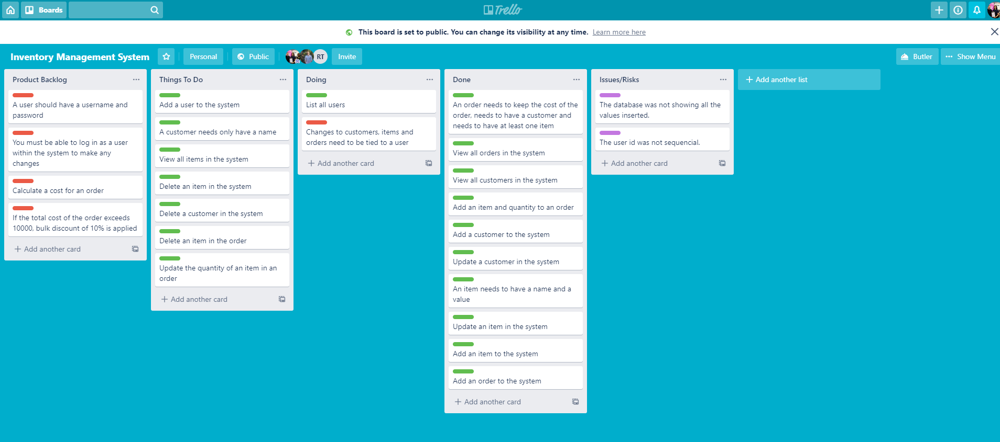 Boards
Trello
This board is set to public. You can change its visibility at any time. Learn more here
Inventory Management System
Personal
Public
RT
Invite
Butler
Show Menu
Product Backlog
A user should have a username and
password
You must be able to log in as a user
within the system to make any
changes
Calculate a cost for an order
If the total cost of the order exceeds
10000, bulk discount of 10% is applied
Add another card
Things To Do
Add a user to the system
A customer needs only have a name
View all items in the system
Delete an item in the system
Delete a customer in the system
Delete an item in the order
Update the quantity of an item in an
order
Add another card
Doing
List all users
Changes to customers, items and
orders need to be tied to a user
Add another card
Done
An order needs to keep the cost of the
order, needs to have a customer and
needs to have at least one item
View all orders in the system
View all customers in the system
Add an item and quantity to an order
Add a customer to the system
Update a customer in the system
An item needs to have a name and a
value
Update an item in the system
Add an item to the system
Add an order to the system
Add another card
Issues/Risks
The database was not showing all the
values inserted.
The user id was not sequencial.
Add another card
Add another list